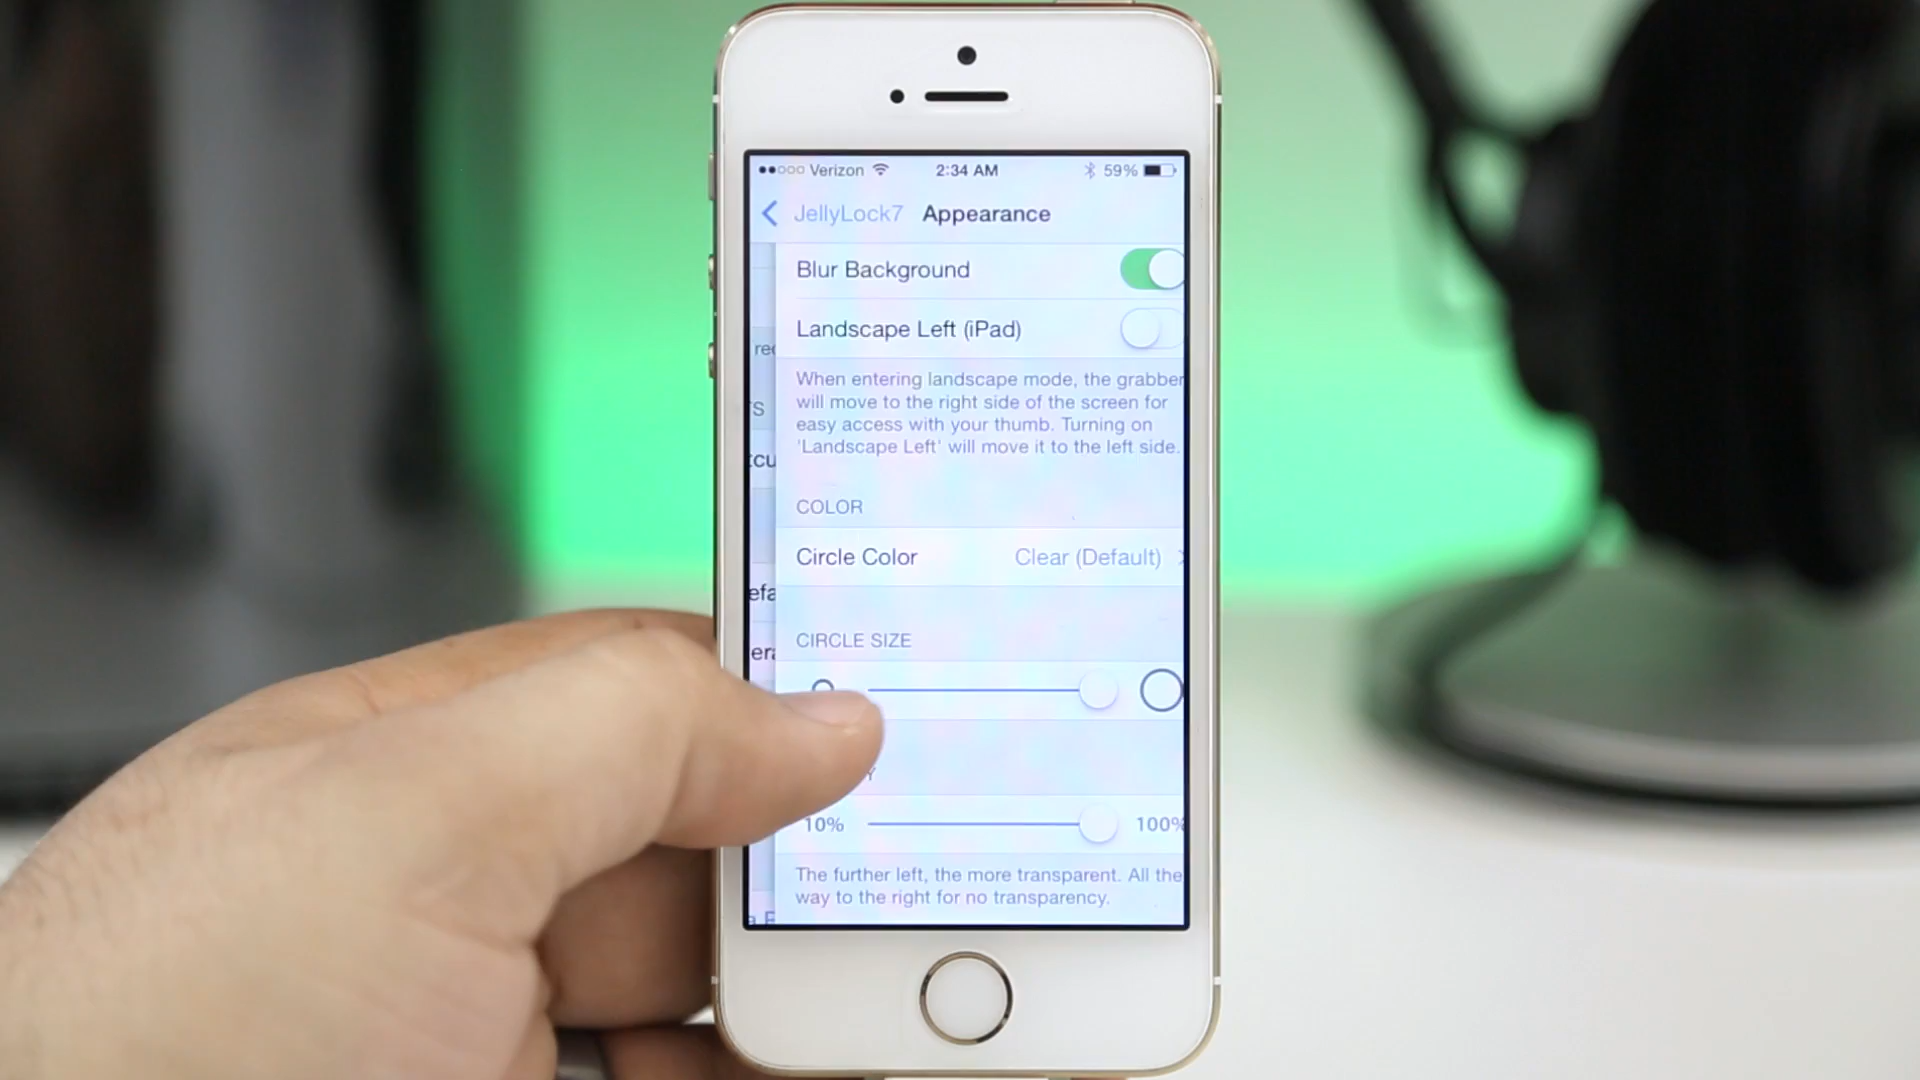 Verizon 2:34 AM 59%
JellyLock7 Appearance
Blur Background
Landscape Left (iPad)
When entering landscape mode, the grabber
will move to the right side of the screen for
easy access with your thumb. Turning on
'Landscape Left' will move it to the left side.
COLOR
Circle Color Clear (Default)
CIRCLE SIZE
10% 100%
The further left, the more transparent. All the
way to the right for no transparency.